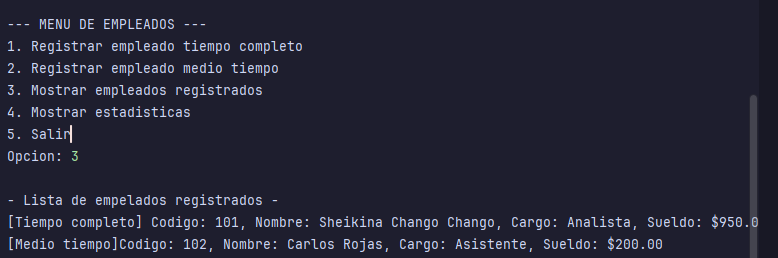 --- MENU DE EMPLEADOS ---
1. Registrar empleado tiempo completo
2. Registrar empleado medio tiempo
3. Mostrar empleados registrados
4. Mostrar estadisticas
5. Salir
Opcion: 3
- Lista de empelados registrados -
[Tiempo completo] Codigo: 101, Nombre: Sheikina Chango Chango, Cargo: Analista, Sueldo: $950.0
[Medio tiempo]Codigo: 102, Nombre: Carlos Rojas, Cargo: Asistente, Sueldo: $200.00